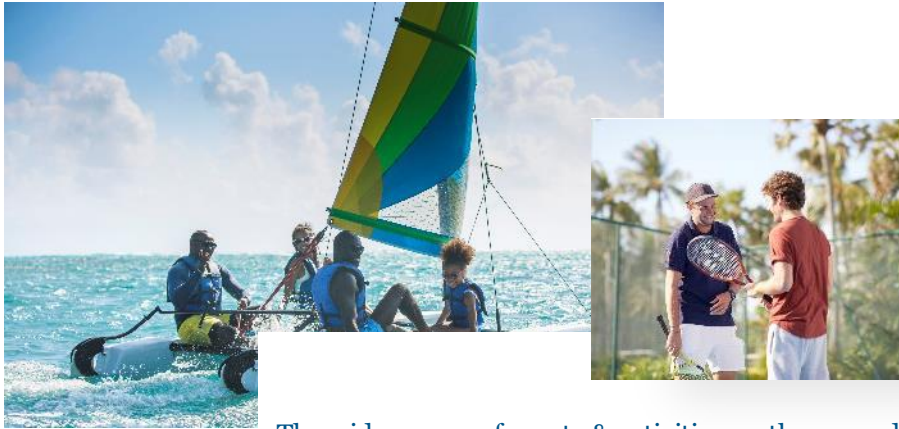 The wide range of sports & activities on the